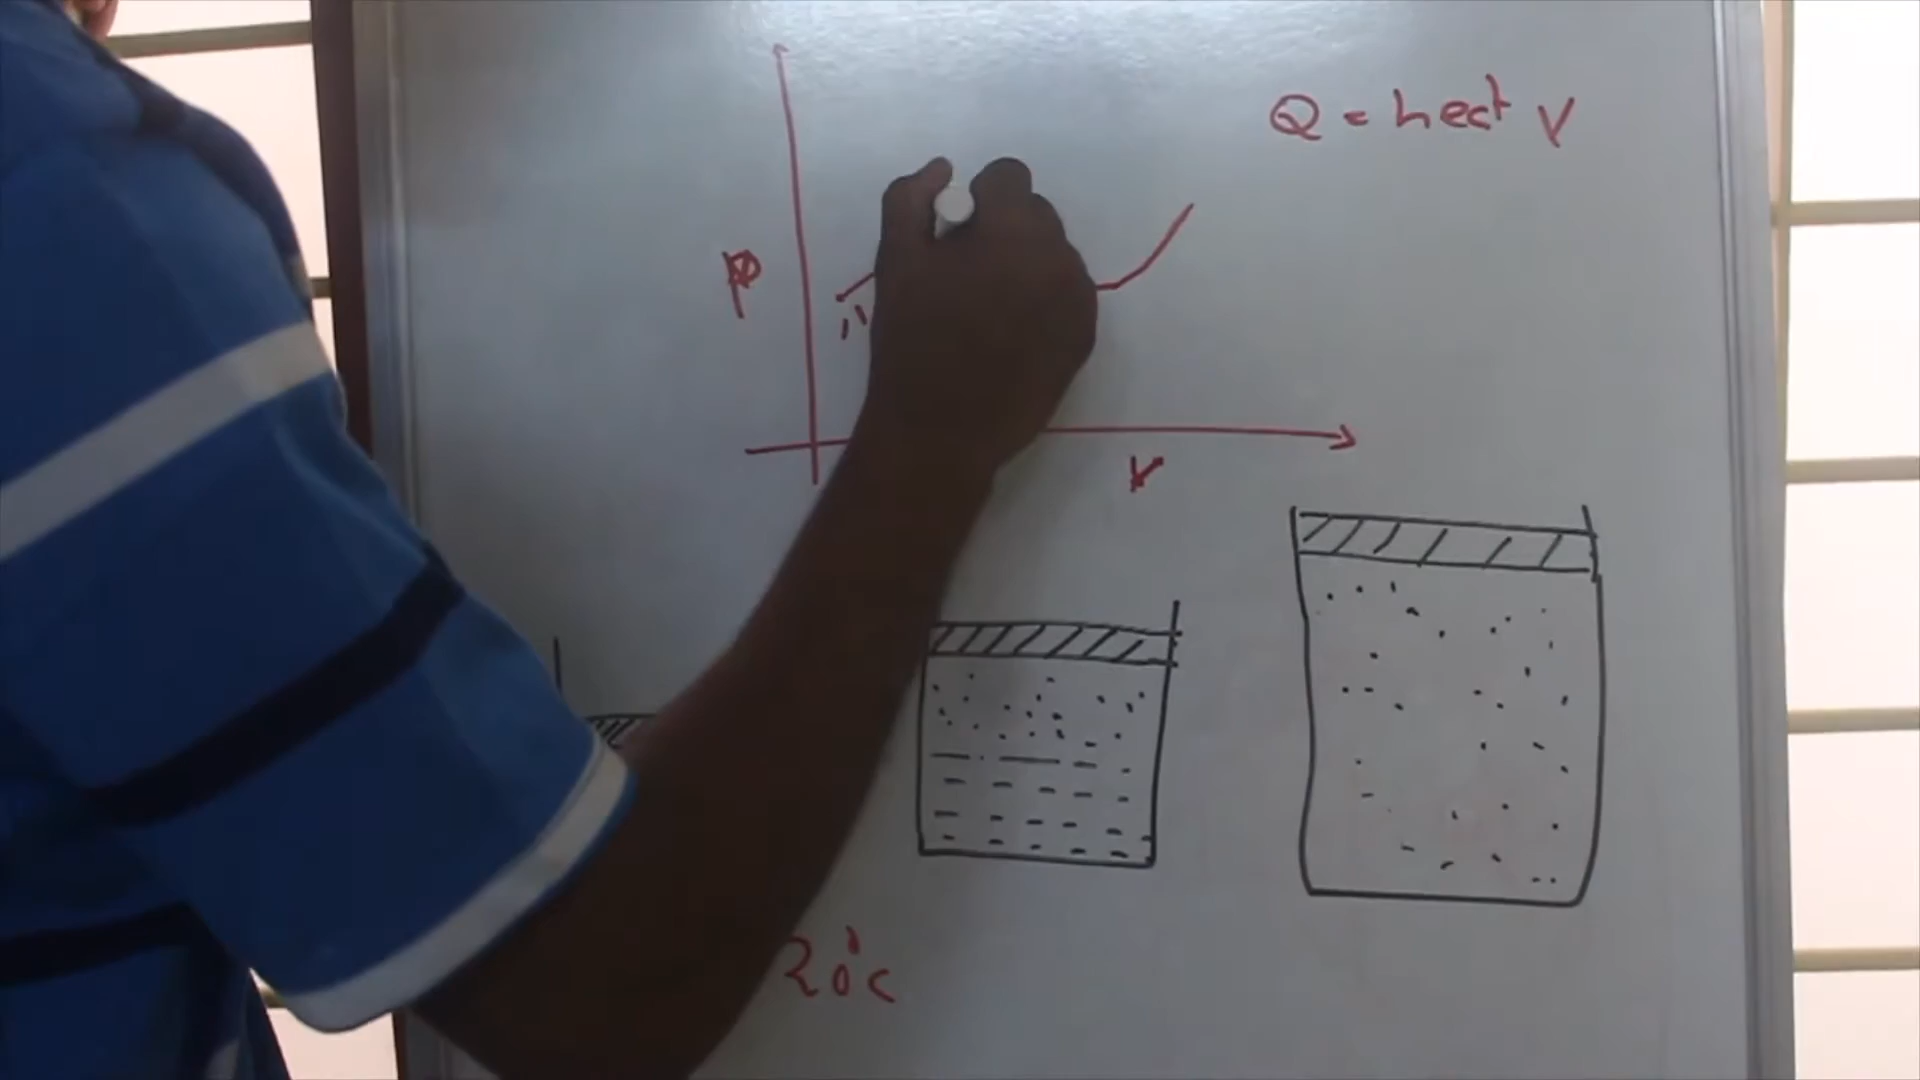 Q = heat V
P
V
20°C